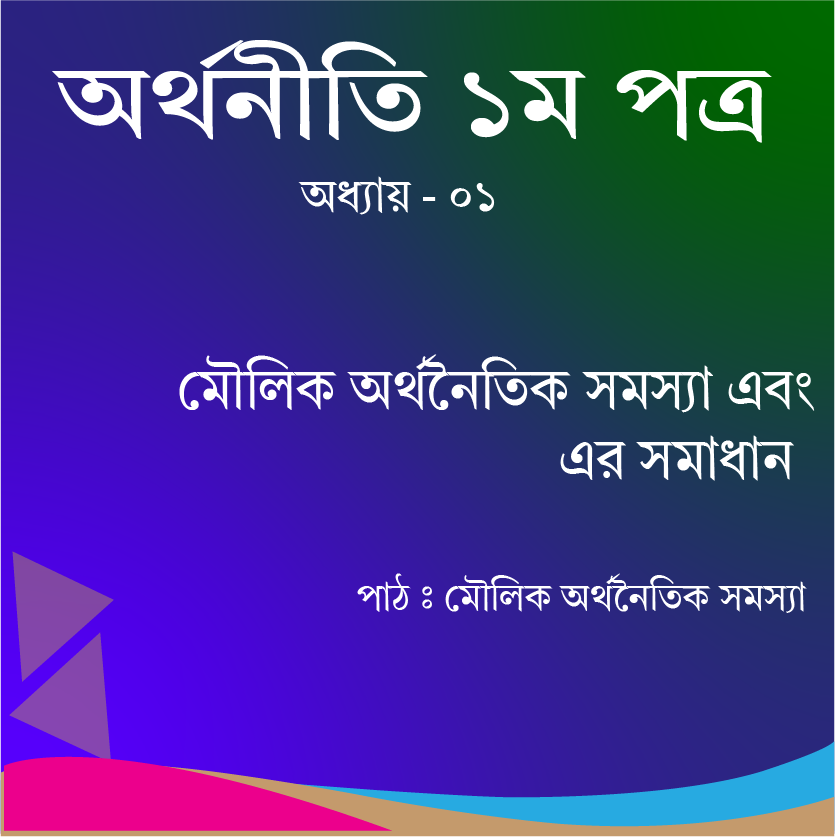 অর্থনীতি ১ম পত্র
অধ্যায় - ০১
মৌলিক অর্থনৈতিক সমস্যা এবং
এর সমাধান
পাঠ ঃ মৌলিক অর্থনৈতিক সমস্যা